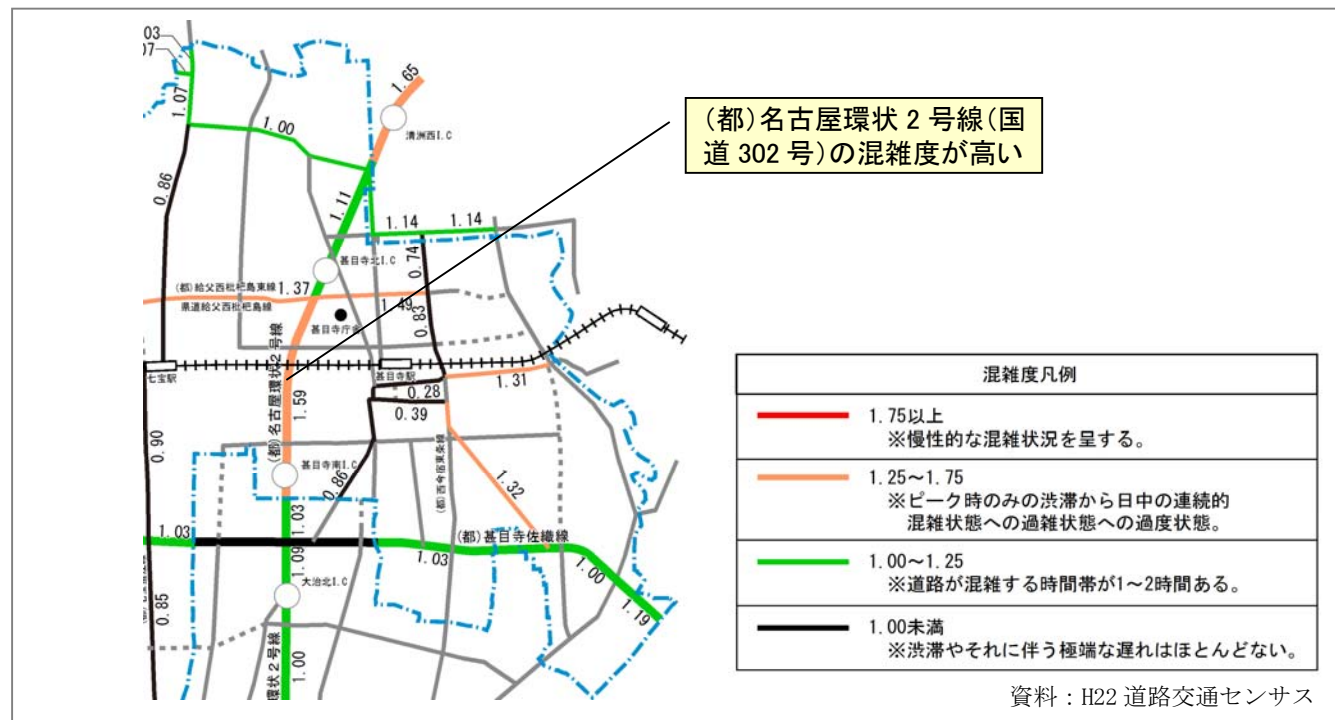 03
07
1.07
1.00
1.65
清洲西I.C
(都)名古屋環状２号線(国
道302号)の混雑度が高い
0.86
1.11
1.14
1.14
0.74
甚目寺北I.C
(都)給父西枇杷島東線
1.37
県道給父西枇杷島線
1.49
0.83
甚目寺庁舎
七宝駅
甚目寺駅
(都)名古屋環状２号線
1.59
0.28
0.39
1.31
0.90
甚目寺南I.C
0.86
(都)西今宿東条線
1.32
1.03
1.03
(都)甚目寺佐織線
1.03
1.09
1.00
大治北I.C
0.85
1.19
環状２号線
1.00
混雑度凡例
1.75以上
※慢性的な混雑状況を呈する。
1.25～1.75
※ピーク時のみの渋滞から日中の連続的
混雑状態への過雑状態への過度状態。
1.00～1.25
※道路が混雑する時間帯が1～2時間ある。
1.00未満
※渋滞やそれに伴う極端な遅れはほとんどない。
資料：H22 道路交通センサス